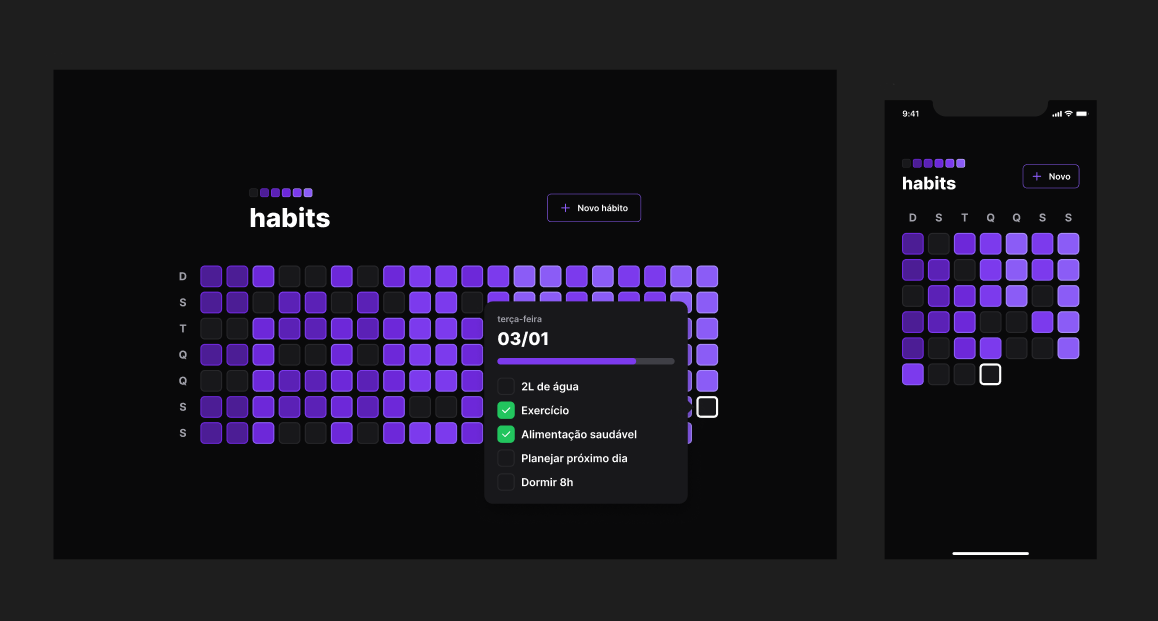 habits
+ Novo hábito
D
S
T
Q
Q
S
S
terça-feira
03/01
2L de água
Exercício
Alimentação saudável
Planejar próximo dia
Dormir 8h
9:41
habits
+ Novo
D S T Q Q S S